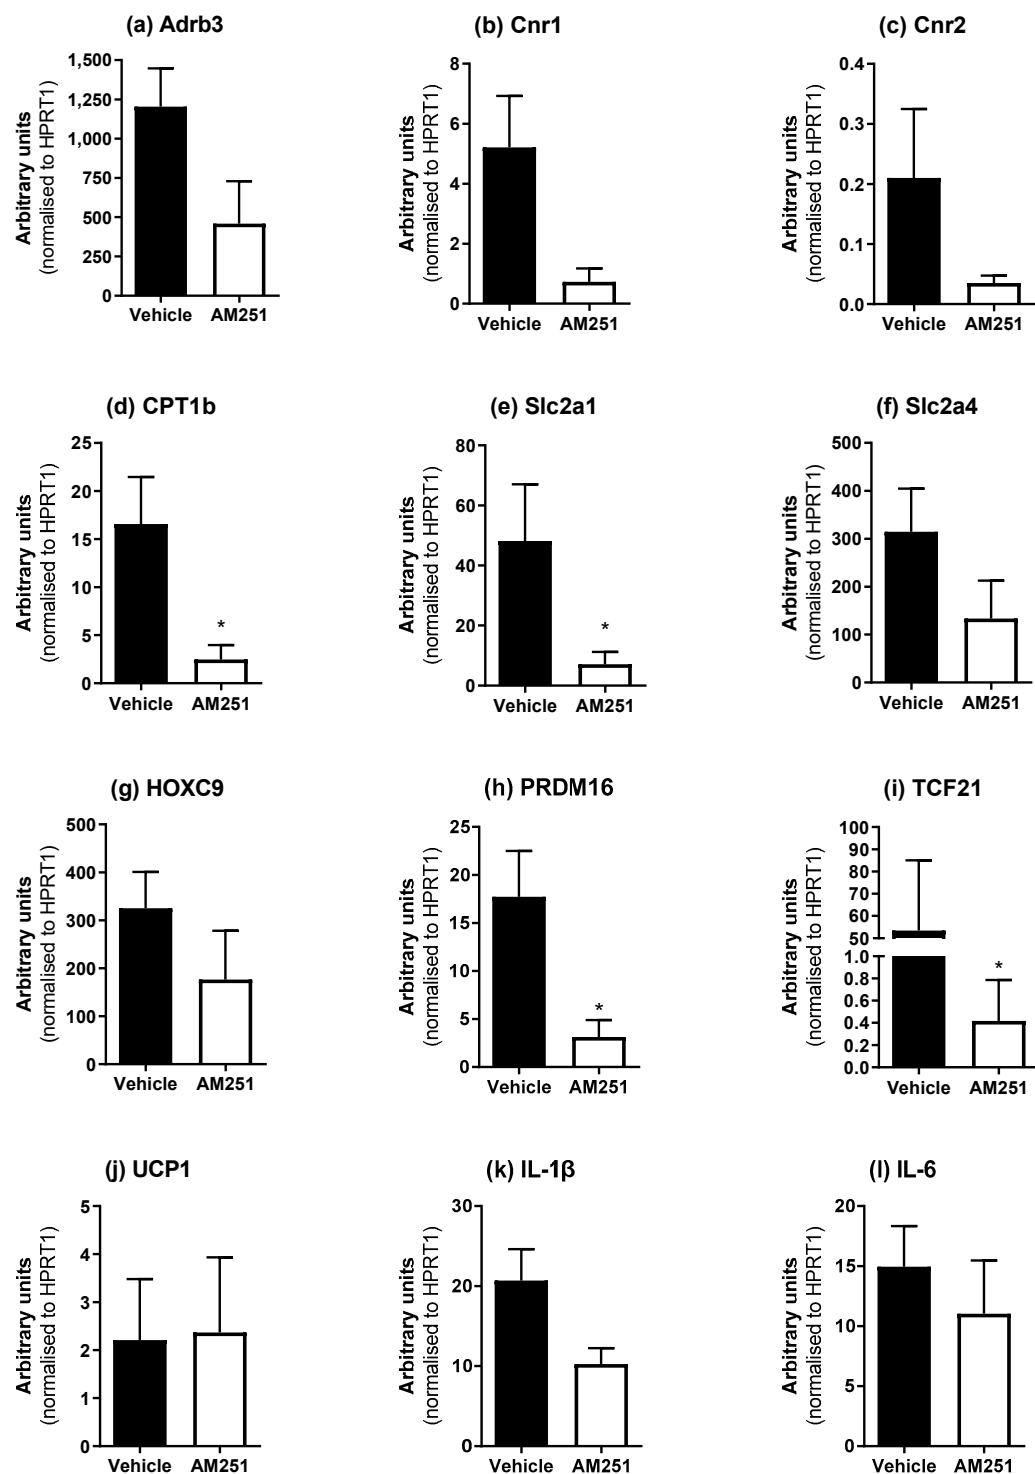 (a) Adrb3
Arbitrary units
(normalised to HPRT1)
1,500
1,250
1,000
750
500
250
0
Vehicle AM251
(b) Cnr1
Arbitrary units
(normalised to HPRT1)
8
6
4
2
0
Vehicle AM251
(c) Cnr2
Arbitrary units
(normalised to HPRT1)
0.4
0.3
0.2
0.1
0.0
Vehicle AM251
(d) CPT1b
Arbitrary units
(normalised to HPRT1)
25
20
15
10
5
0
*
Vehicle AM251
(e) Slc2a1
Arbitrary units
(normalised to HPRT1)
80
60
40
20
0
*
Vehicle AM251
(f) Slc2a4
Arbitrary units
(normalised to HPRT1)
500
400
300
200
100
0
Vehicle AM251
(g) HOXC9
Arbitrary units
(normalised to HPRT1)
500
400
300
200
100
0
Vehicle AM251
(h) PRDM16
Arbitrary units
(normalised to HPRT1)
25
20
15
10
5
0
*
Vehicle AM251
(i) TCF21
Arbitrary units
(normalised to HPRT1)
100
90
80
70
60
50
1.0
0.8
0.6
0.4
0.2
0.0
*
Vehicle AM251
(j) UCP1
Arbitrary units
(normalised to HPRT1)
5
4
3
2
1
0
Vehicle AM251
(k) IL-1β
Arbitrary units
(normalised to HPRT1)
30
20
10
0
Vehicle AM251
(l) IL-6
Arbitrary units
(normalised to HPRT1)
20
15
10
5
0
Vehicle AM251